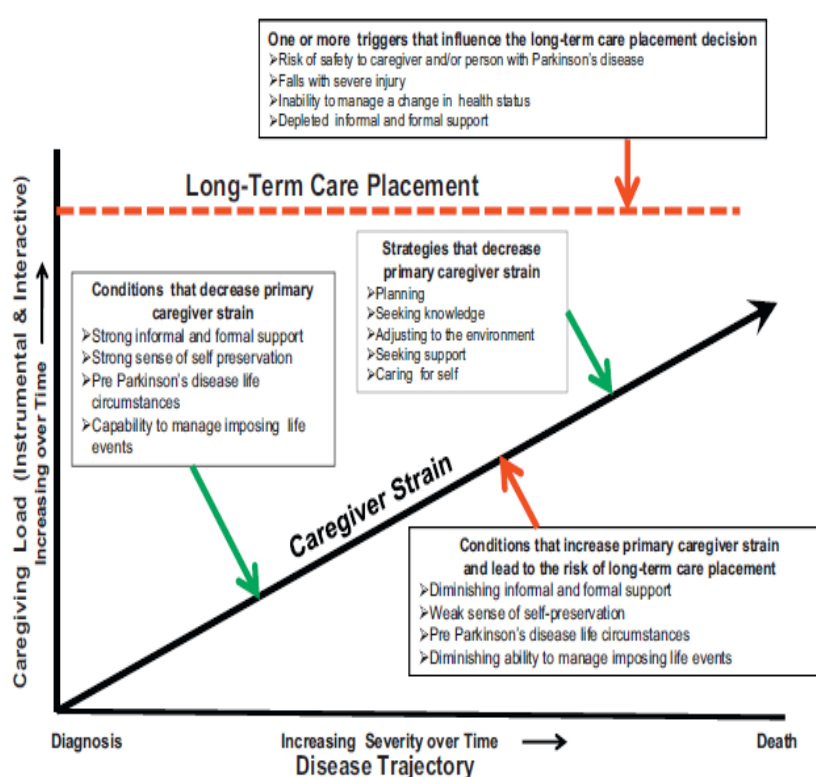 One or more triggers that influence the long-term care placement decision
➢Risk of safety to caregiver and/or person with Parkinson's disease
➢Falls with severe injury
➢Inability to manage a change in health status
➢Depleted informal and formal support
Long-Term Care Placement
Strategies that decrease
primary caregiver strain
➢Planning
➢Seeking knowledge
➢Adjusting to the environment
➢Seeking support
➢Caring for self
Conditions that decrease primary
caregiver strain
➢Strong informal and formal support
➢Strong sense of self preservation
➢Pre Parkinson's disease life
circumstances
➢Capability to manage imposing life
events
Caregiver Strain
Conditions that increase primary caregiver strain
and lead to the risk of long-term care placement
➢Diminishing informal and formal support
➢Weak sense of self-preservation
➢Pre Parkinson's disease life circumstances
➢Diminishing ability to manage imposing life events
Caregiving Load (Instrumental & Interactive)
Increasing over Time
Diagnosis
Increasing Severity over Time
Death
Disease Trajectory